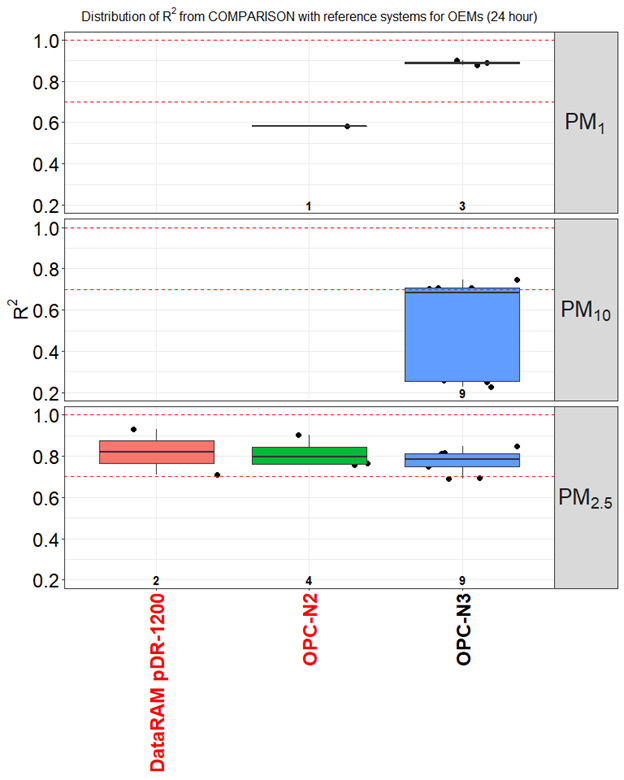 Distribution of R² from COMPARISON with reference systems for OEMs (24 hour)
1.0
0.8
0.6
0.4
0.2
1
3
PM₁
1.0
0.8
0.6
0.4
0.2
9
PM₁₀
R²
1.0
0.8
0.6
0.4
0.2
2
4
9
PM₂.₅
DataRAM pDR-1200
OPC-N2
OPC-N3